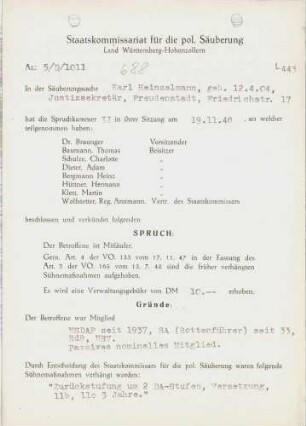 Staatskommissariat für die pol. Säuberung
Land Württemberg-Hohenzollern
Az: 5/J/1011 688 L443
In der Säuberungssache Karl Heinzelmann, geb. 12.4.04,
Justizsekretär, Freudenstadt, Friedrichstr. 17
hat die Spruchkammer II in ihrer Sitzung am 19.11.48, an welcher
teilgenommen haben:
Dr. Vorsitzender
Baumann, Thomas Beisitzer
Schulze, Charlotte „
Dieter, Adam „
Bergmann Heinz „
Hüttner, Hermann „
Klett, Martin „
Reg. Amtmann, Vertr. des Staatskommissars
beschlossen und verkündet folgenden
SPRUCH:
Der Betroffene ist Mitläufer.
Gem. Art. 4 der VO. 133 vom 17. 11. 47 in der Fassung des
Art. 5 der VO. 165 vom 13. 7. 48 sind die früher verhängten
Sühnemaßnahmen aufgehoben.
Es wird eine Verwaltungsgebühr von DM 30.-- erhoben.
Gründe:
Der Betroffene war Mitglied
NSDAP seit 1937, SA (Rottenführer) seit 33,
RDB, NSV.
Passives nominelles Mitglied.
Durch Entscheidung des Staatskommissars für die pol. Säuberung waren folgende
Sühnemaßnahmen verhängt worden:
"Zurückstufung um 2 DA-Stufen, Versetzung,
11b, 11c 3 Jahre."